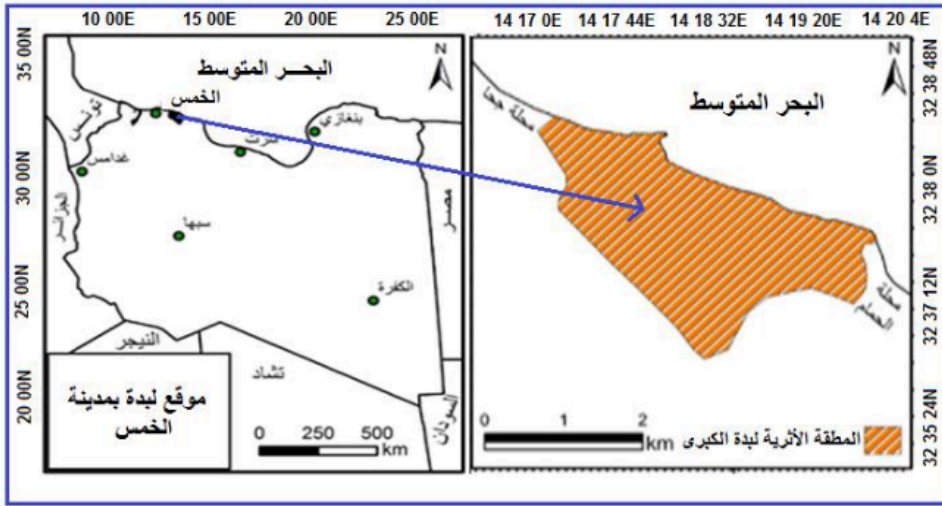 10 00E 15 00E 20 00E 25 00E
35 00N
30 00N
25 00N
20 00N
N
البحـــر المتوسط
الخمس
تونس
بنغازي
سرت
غدامس
الجزائر
مصر
سبها
الكفرة
النيجر
تشاد
السودان
موقع لبدة بمدينة
الخمس
0 250 500
km
14 17 0E 14 17 44E 14 18 32E 14 19 20E 14 20 4E
32 38 48N
32 38 0N
32 37 12N
32 35 24N
N
البحر المتوسط
محلة جحا
محلة
الحمام
0 1 2
km
المطقة الأثرية لبدة الكبرى